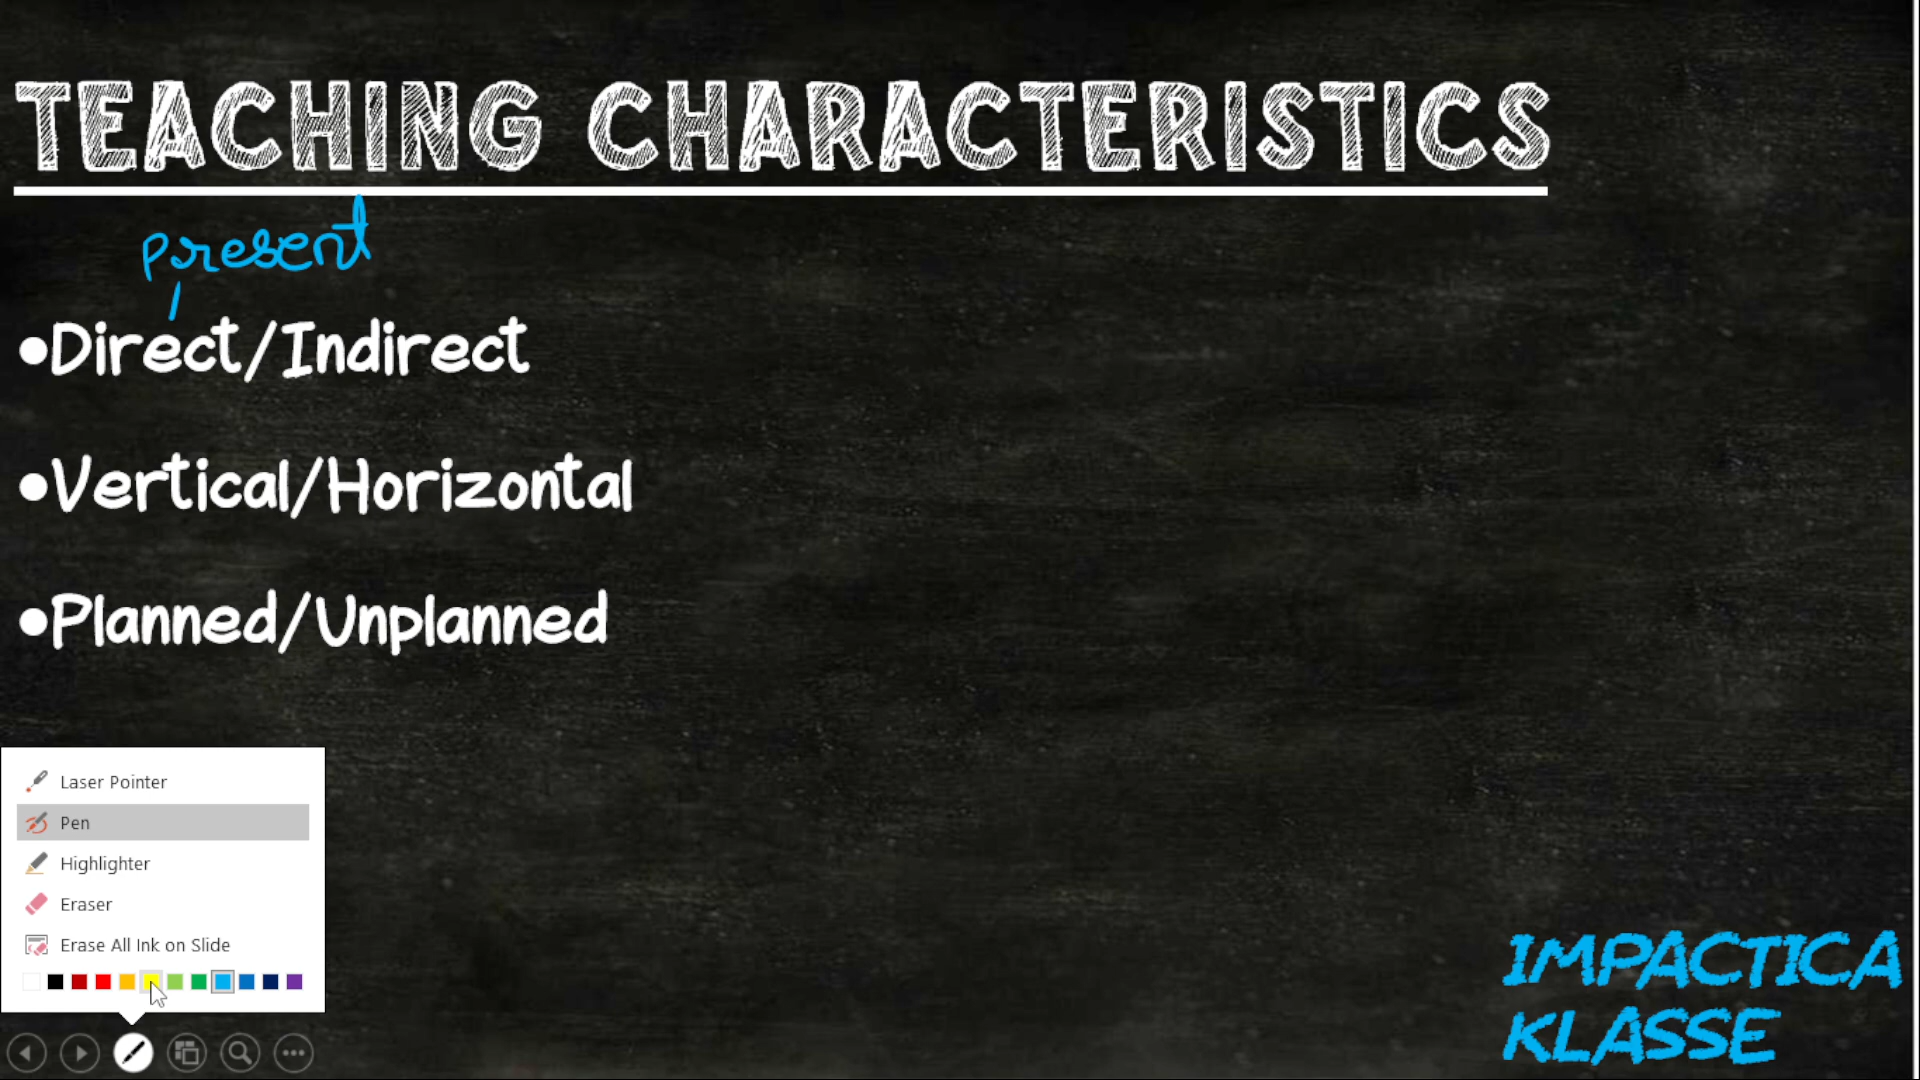 TEACHING CHARACTERISTICS
present
•Direct/Indirect
•Vertical/Horizontal
•Planned/Unplanned
Laser Pointer
Pen
Highlighter
Eraser
Erase All Ink on Slide
IMPACTICA
KLASSE